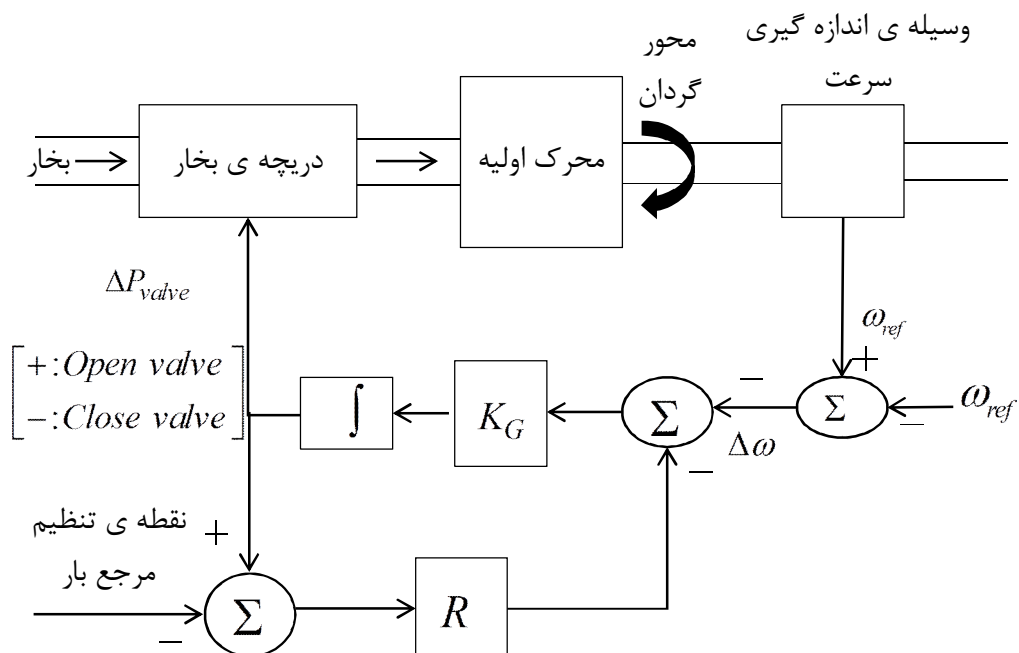 وسیله ی اندازه گیری
سرعت
محور
گردان
بخار
دریچه ی بخار
محرک اولیه
ΔP_valve
ω_ref
+
[+:Open valve
−:Close valve]
∫
K_G
Σ
−
Δω
Σ
ω_ref
−
−
نقطه ی تنظیم
مرجع بار
+
−
Σ
R